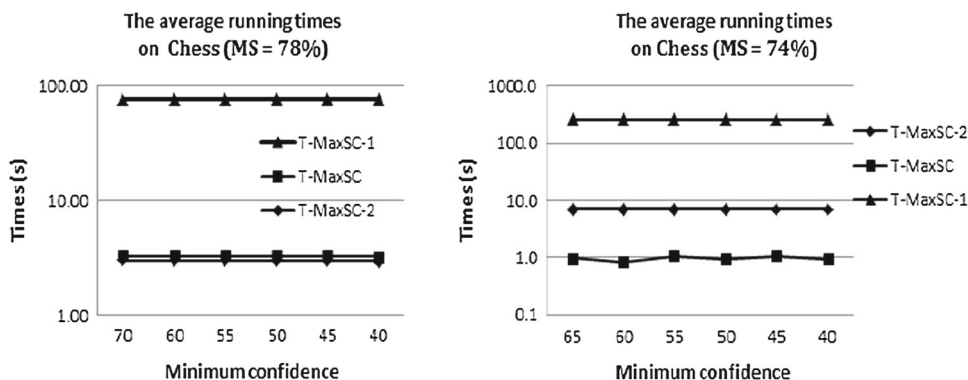 The average running times
on Chess (MS = 78%)
100.00
10.00
1.00
Times (s)
T-MaxSC-1
T-MaxSC
T-MaxSC-2
70 60 55 50 45 40
Minimum confidence
The average running times
on Chess (MS = 74%)
1000.0
100.0
10.0
1.0
0.1
Times (s)
T-MaxSC-2
T-MaxSC
T-MaxSC-1
65 60 55 50 45 40
Minimum confidence